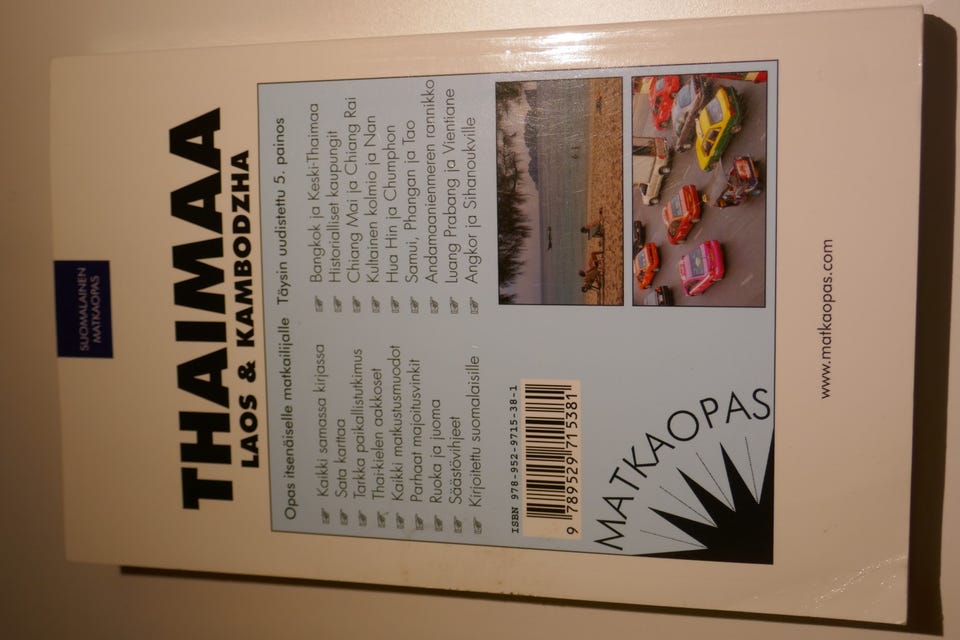 SUOMALAINEN
MATKAOPAS
THAIMAA
LAOS & KAMBODZHA
Opas itsenäiselle matkailijalle Täysin uudistettu 5. painos
Kaikki samassa kirjassa
Sata karttaa
Tarkka paikallistutkimus
Thai-kielen aakkoset
Kaikki matkustusmuodot
Parhaat majoitusvinkit
Ruoka ja juoma
Säästövihjeet
Kirjoitettu suomalaisille
Bangkok ja Keski-Thaimaa
Historialliset kaupungit
Chiang Mai ja Chiang Rai
Kultainen kolmio ja Nan
Hua Hin ja Chumphon
Samui, Phangan ja Tao
Andamaanienmeren rannikko
Luang Prabang ja Vientiane
Angkor ja Sihanoukville
ISBN 978-952-9715-38-1
9 789529 715381
MATKAOPAS
www.matkaopas.com